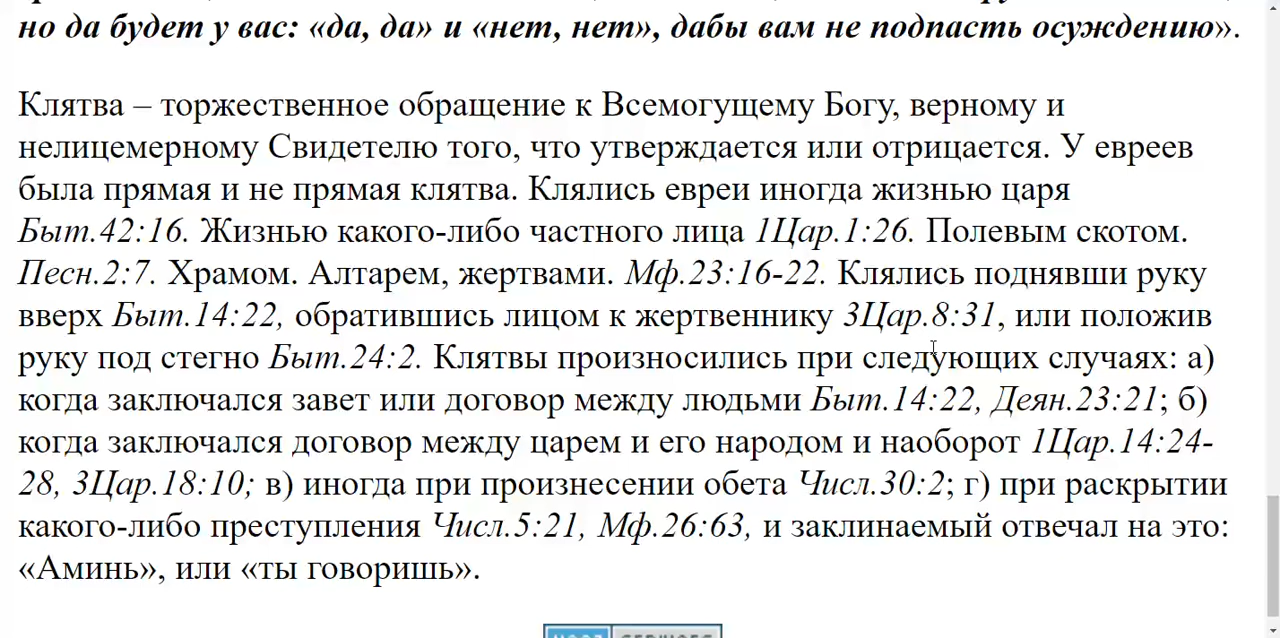 но да будет у вас: «да, да» и «нет, нет», дабы вам не подпасть осуждению».
Клятва – торжественное обращение к Всемогущему Богу, верному и
нелицемерному Свидетелю того, что утверждается или отрицается. У евреев
была прямая и не прямая клятва. Клялись евреи иногда жизнью царя
Быт.42:16. Жизнью какого-либо частного лица 1Цар.1:26. Полевым скотом.
Песн.2:7. Храмом. Алтарем, жертвами. Мф.23:16-22. Клялись поднявши руку
вверх Быт.14:22, обратившись лицом к жертвеннику 3Цар.8:31, или положив
руку под стегно Быт.24:2. Клятвы произносились при следующих случаях: а)
когда заключался завет или договор между людьми Быт.14:22, Деян.23:21; б)
когда заключался договор между царем и его народом и наоборот 1Цар.14:24-
28, 3Цар.18:10; в) иногда при произнесении обета Числ.30:2; г) при раскрытии
какого-либо преступления Числ.5:21, Мф.26:63, и заклинаемый отвечал на это:
«Аминь», или «ты говоришь».